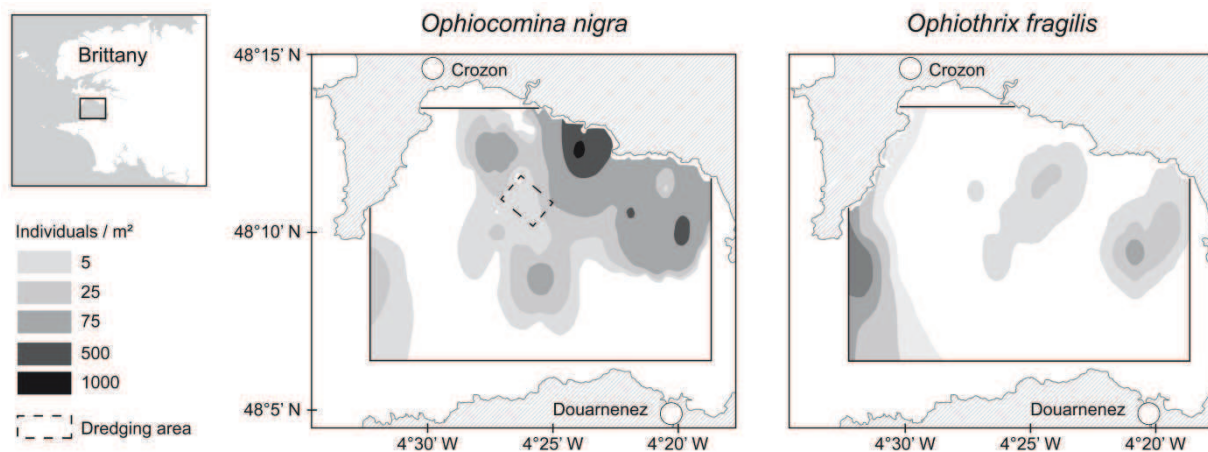 Brittany
Individuals / m²
5
25
75
500
1000
Dredging area
Ophiocomina nigra
48°15’ N
48°10’ N
48°5’ N
Crozon
Douarnenez
4°30’ W
4°25’ W
4°20’ W
Ophiothrix fragilis
Crozon
Douarnenez
4°30’ W
4°25’ W
4°20’ W